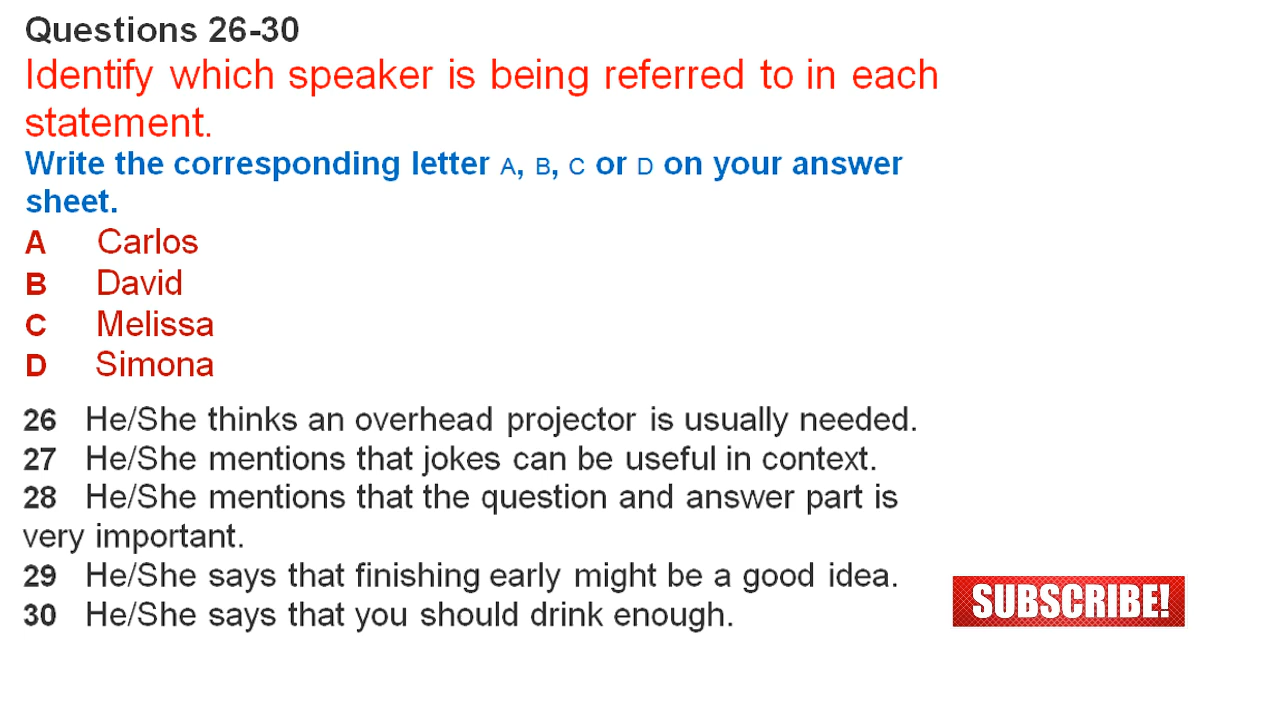 Questions 26-30
Identify which speaker is being referred to in each
statement.
Write the corresponding letter A, B, C or D on your answer
sheet.
A Carlos
B David
C Melissa
D Simona
26 He/She thinks an overhead projector is usually needed.
27 He/She mentions that jokes can be useful in context.
28 He/She mentions that the question and answer part is
very important.
29 He/She says that finishing early might be a good idea.
30 He/She says that you should drink enough.
SUBSCRIBE!